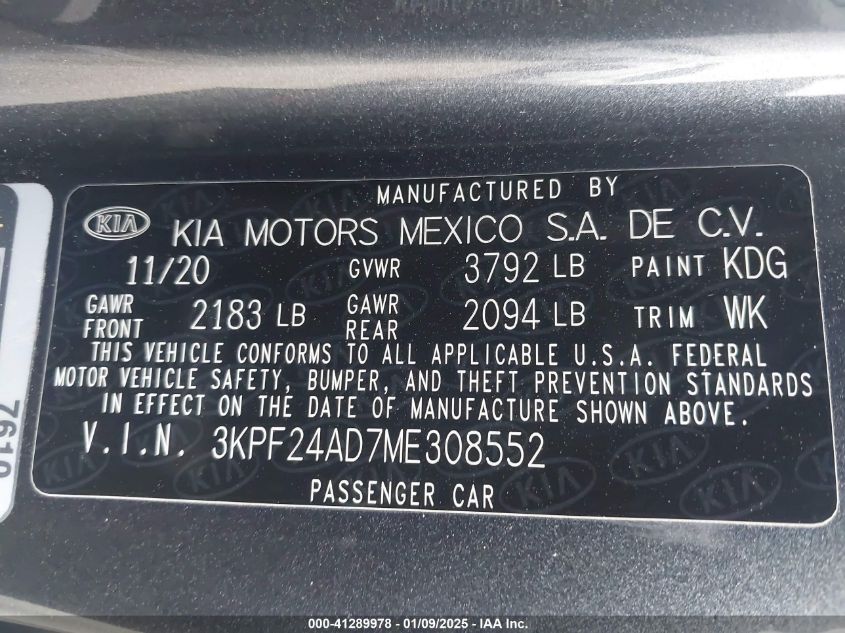 MANUFACTURED BY
KIA KIA MOTORS MEXICO S.A. DE C.V.
11/20 GVWR 3792 LB PAINT KDG
GAWR FRONT 2183 LB GAWR REAR 2094 LB TRIM WK
THIS VEHICLE CONFORMS TO ALL APPLICABLE U.S.A. FEDERAL
MOTOR VEHICLE SAFETY, BUMPER, AND THEFT PREVENTION STANDARDS
IN EFFECT ON THE DATE OF MANUFACTURE SHOWN ABOVE.
V.I.N. 3KPF24AD7ME308552
PASSENGER CAR
000-41289978 - 01/09/2025 - IAA Inc.